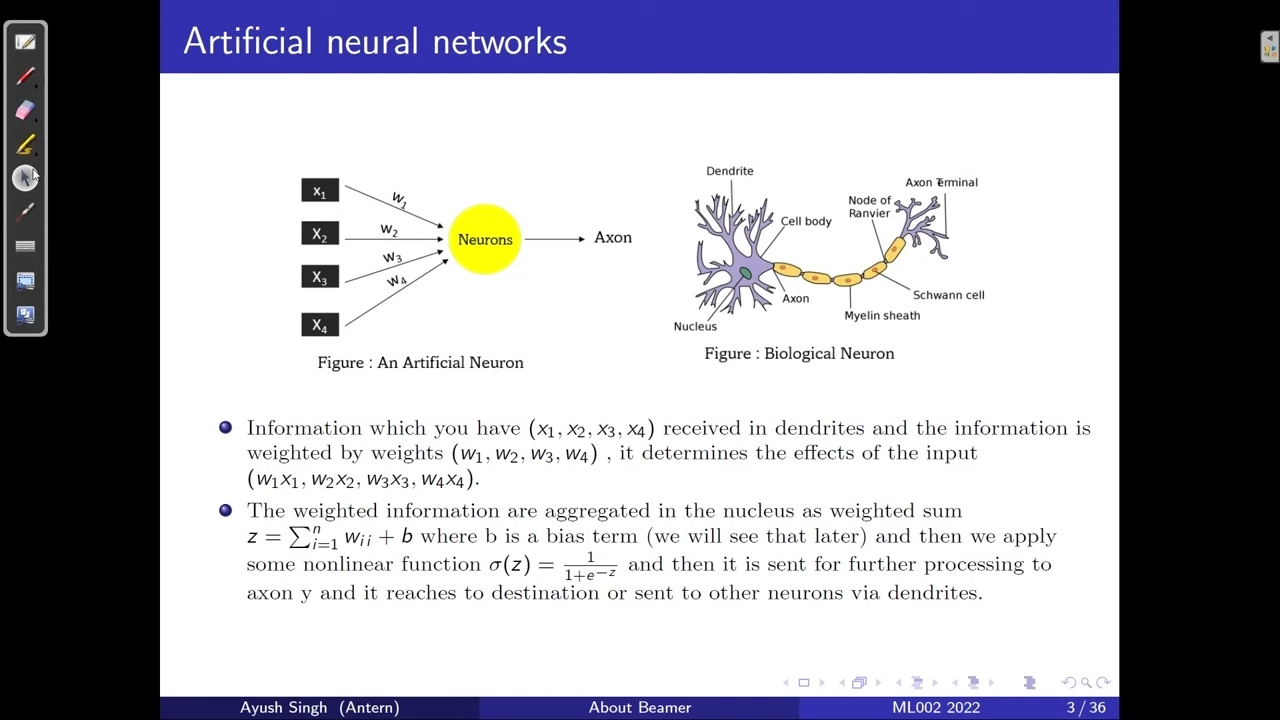 Artificial neural networks
x1
X2
X3
X4
w1
w2
w3
w4
Neurons
Axon
Figure : An Artificial Neuron
Dendrite
Axon Terminal
Node of
Ranvier
Cell body
Axon
Schwann cell
Myelin sheath
Nucleus
Figure : Biological Neuron
Information which you have (x₁, x₂, x₃, x₄) received in dendrites and the information is
weighted by weights (w₁, w₂, w₃, w₄) , it determines the effects of the input
(w₁x₁, w₂x₂, w₃x₃, w₄x₄).
The weighted information are aggregated in the nucleus as weighted sum
z = ∑ⁿᵢ₌₁ wᵢᵢ + b where b is a bias term (we will see that later) and then we apply
some nonlinear function σ(z) = 1/(1+e⁻ᶻ) and then it is sent for further processing to
axon y and it reaches to destination or sent to other neurons via dendrites.
Ayush Singh (Antern) About Beamer ML002 2022 3 / 36